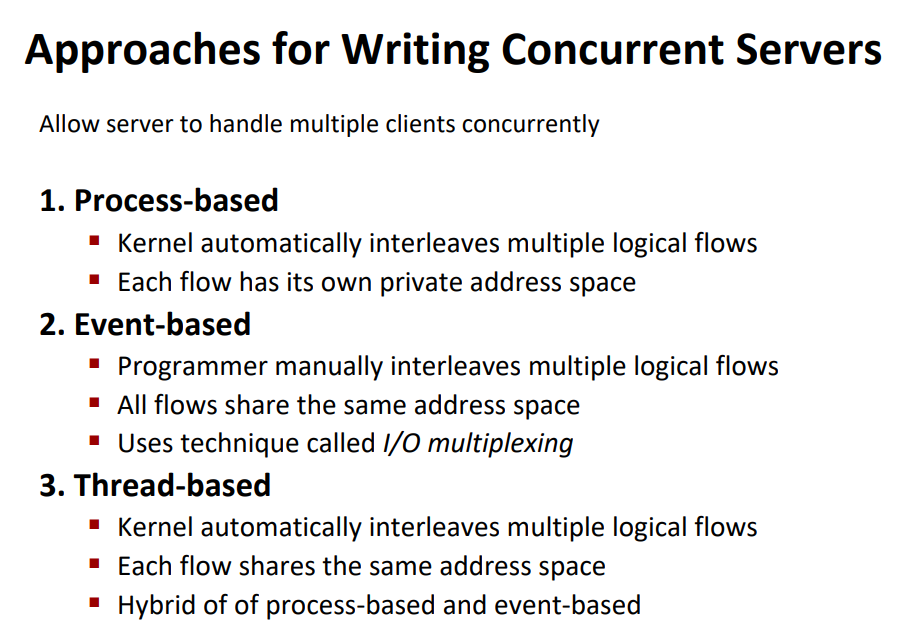 Approaches for Writing Concurrent Servers
Allow server to handle multiple clients concurrently
1. Process-based
▪ Kernel automatically interleaves multiple logical flows
▪ Each flow has its own private address space
2. Event-based
▪ Programmer manually interleaves multiple logical flows
▪ All flows share the same address space
▪ Uses technique called I/O multiplexing
3. Thread-based
▪ Kernel automatically interleaves multiple logical flows
▪ Each flow shares the same address space
▪ Hybrid of of process-based and event-based